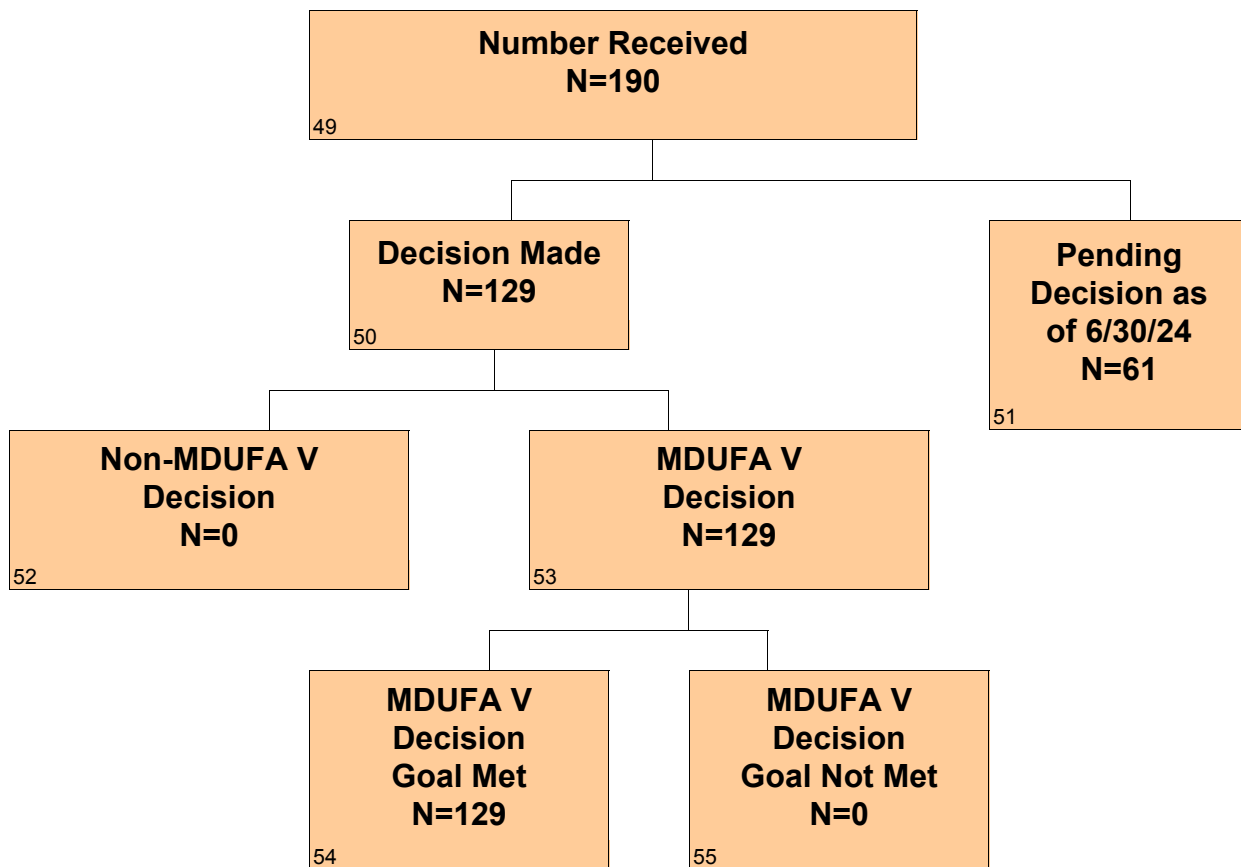 Number Received
N=190
49
Decision Made
N=129
50
Pending
Decision as
of 6/30/24
N=61
51
Non-MDUFA V
Decision
N=0
52
MDUFA V
Decision
N=129
53
MDUFA V
Decision
Goal Met
N=129
54
MDUFA V
Decision
Goal Not Met
N=0
55